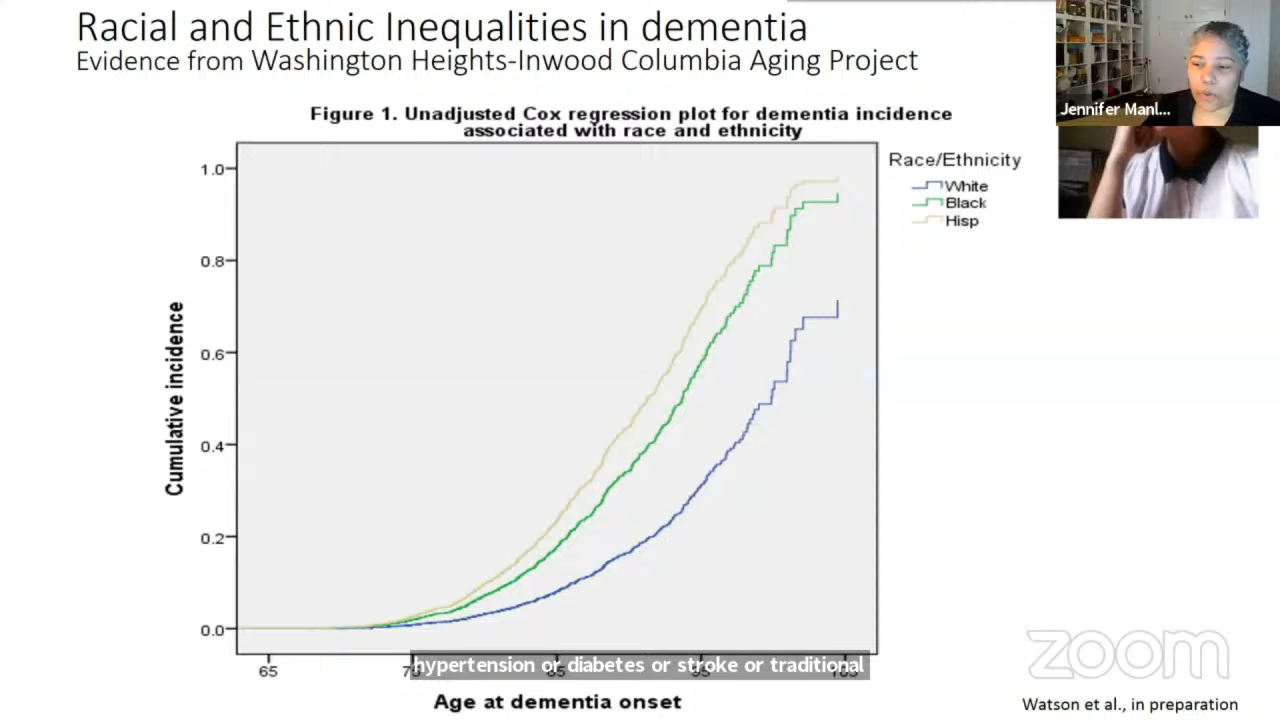 Racial and Ethnic Inequalities in dementia
Evidence from Washington Heights-Inwood Columbia Aging Project
Jennifer Manl...
Figure 1. Unadjusted Cox regression plot for dementia incidence
associated with race and ethnicity
Race/Ethnicity
White
Black
Hisp
Cumulative incidence
1.0
0.8
0.6
0.4
0.2
0.0
65
95
hypertension or diabetes or stroke or traditional
Age at dementia onset
zoom
Watson et al., in preparation